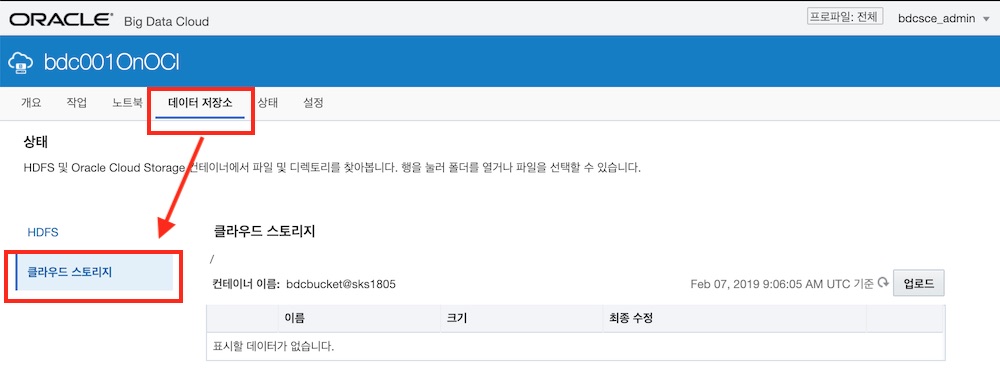 ORACLE® Big Data Cloud 프로파일: 전체 bdcsce_admin
bdc001OnOCI
개요 작업 노트북 데이터 저장소 상태 설정
상태
HDFS 및 Oracle Cloud Storage 컨테이너에서 파일 및 디렉토리를 찾아봅니다. 행을 눌러 폴더를 열거나 파일을 선택할 수 있습니다.
HDFS
클라우드 스토리지
클라우드 스토리지
/
컨테이너 이름: bdcbucket@sks1805 Feb 07, 2019 9:06:05 AM UTC 기준 업로드
이름 크기 최종 수정
표시할 데이터가 없습니다.